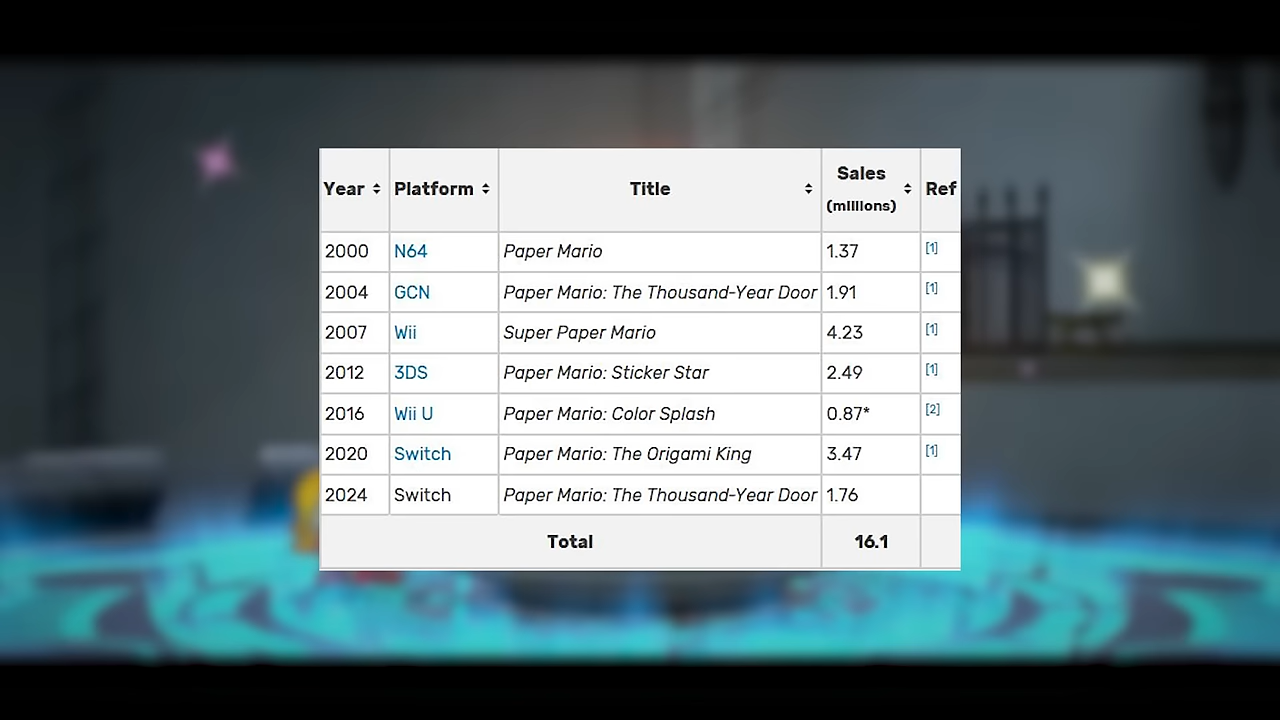 Year Platform Title Sales (millions) Ref
2000 N64 Paper Mario 1.37 [1]
2004 GCN Paper Mario: The Thousand-Year Door 1.91 [1]
2007 Wii Super Paper Mario 4.23 [1]
2012 3DS Paper Mario: Sticker Star 2.49 [1]
2016 Wii U Paper Mario: Color Splash 0.87* [2]
2020 Switch Paper Mario: The Origami King 3.47 [1]
2024 Switch Paper Mario: The Thousand-Year Door 1.76
Total 16.1